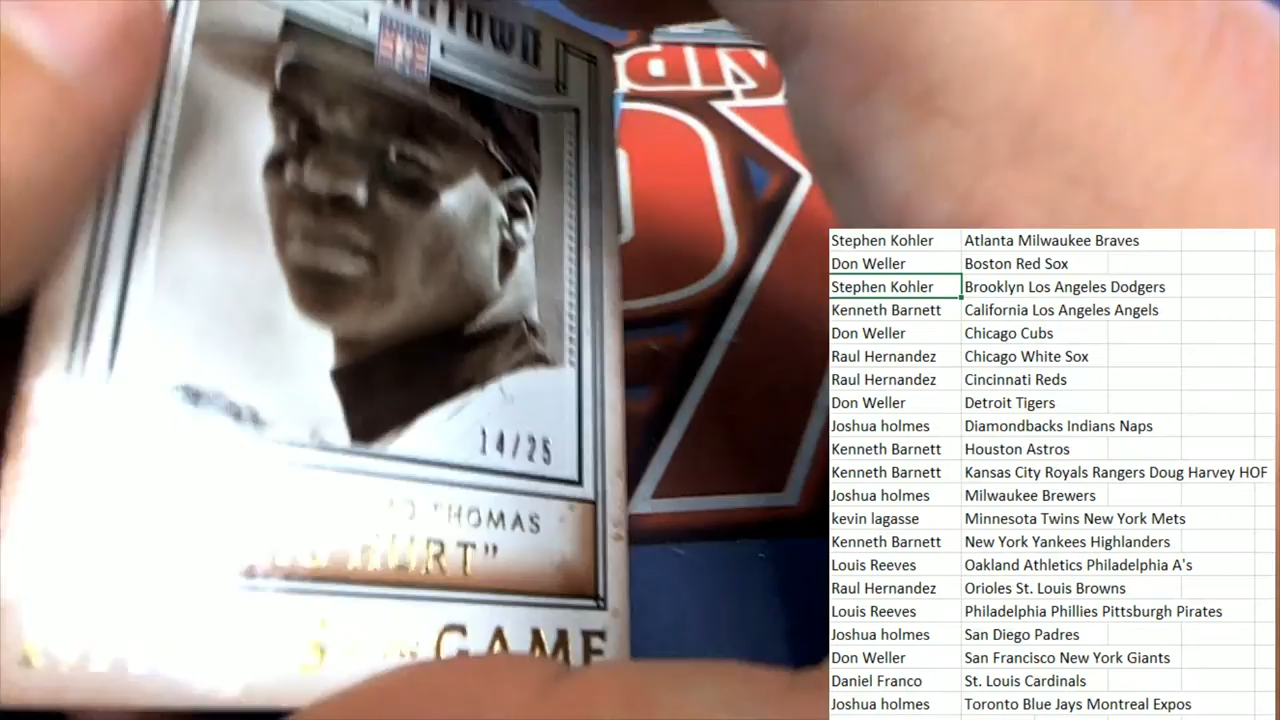 14/25
THOMAS
HURT"
GAME
Stephen Kohler Atlanta Milwaukee Braves
Don Weller Boston Red Sox
Stephen Kohler Brooklyn Los Angeles Dodgers
Kenneth Barnett California Los Angeles Angels
Don Weller Chicago Cubs
Raul Hernandez Chicago White Sox
Raul Hernandez Cincinnati Reds
Don Weller Detroit Tigers
Joshua holmes Diamondbacks Indians Naps
Kenneth Barnett Houston Astros
Kenneth Barnett Kansas City Royals Rangers Doug Harvey HOF
Joshua holmes Milwaukee Brewers
kevin lagasse Minnesota Twins New York Mets
Kenneth Barnett New York Yankees Highlanders
Louis Reeves Oakland Athletics Philadelphia A's
Raul Hernandez Orioles St. Louis Browns
Louis Reeves Philadelphia Phillies Pittsburgh Pirates
Joshua holmes San Diego Padres
Don Weller San Francisco New York Giants
Daniel Franco St. Louis Cardinals
Joshua holmes Toronto Blue Jays Montreal Expos